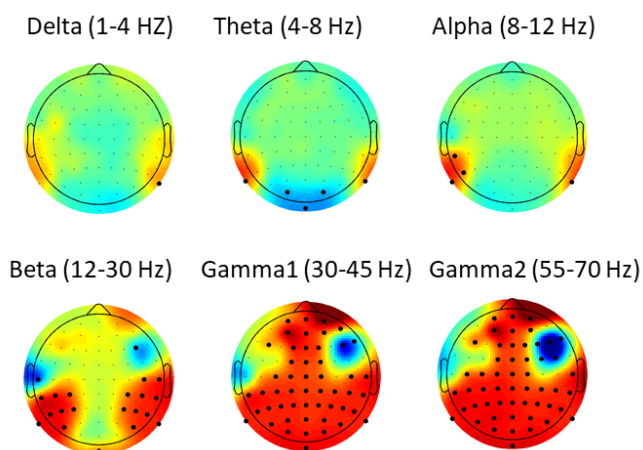 Delta (1-4 HZ) Theta (4-8 Hz) Alpha (8-12 Hz)
Beta (12-30 Hz) Gamma1 (30-45 Hz) Gamma2 (55-70 Hz)